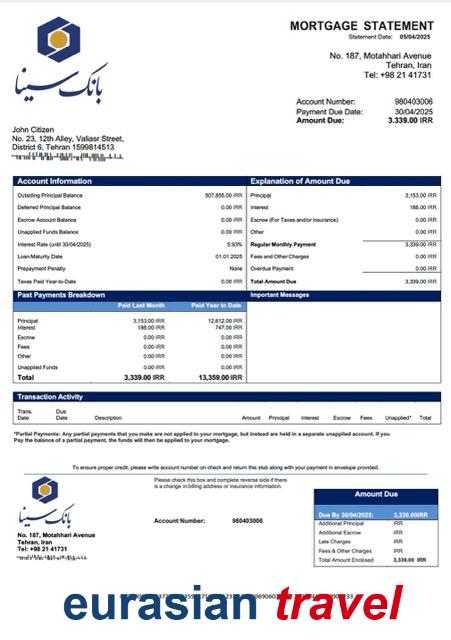 MORTGAGE STATEMENT
Statement Date: 05/04/2025
No. 187, Motahhari Avenue
Tehran, Iran
Tel: +98 21 41731
بانک سینا
Account Number: 980403006
Payment Due Date: 30/04/2025
Amount Due: 3.339.00 IRR
John Citizen
No. 23, 12th Alley, Valiasr Street,
District 6, Tehran 1599814513
Account Information
Outsiding Principal Balance 507,855.00 IRR
Deferred Principal Balance 0.00 IRR
Escrow Account Balance 0.00 IRR
Unapplied Funds Balance 0.00 IRR
Interest Rate (until 30/04/2025) 5.93%
Loan-Maturity Date 01.01.2025
Prepayment Penalty None
Taxes Paid Year-to-Date 0.00 IRR
Explanation of Amount Due
Principal 3,153.00 IRR
Interest 186.00 IRR
Escrow (For Taxes and/or insurance) 0.00 IRR
Other 0.00 IRR
Regular Monthly Payment 3,339.00 IRR
Fees and Other Charges 0.00 IRR
Overdue Payment 0.00 IRR
Total Amount Due 3,339.00 IRR
Past Payments Breakdown
Paid Last Month Paid Year to Date
Principal 3,153.00 IRR 12,612.00 IRR
Interest 186.00 IRR 747.00 IRR
Escrow 0.00 IRR 0.00 IRR
Fees 0.00 IRR 0.00 IRR
Other 0.00 IRR 0.00 IRR
Unapplied Funds 0.00 IRR 0.00 IRR
Total 3,339.00 IRR 13,359.00 IRR
Important Messages
Transaction Activity
Trans. Date Due Date Description Amount Principal Interest Escrow Fees Unapplied* Total
*Partial Payments: Any partial payments that you make are not applied to your mortgage, but instead are held in a separate unapplied account. If you
Pay the balance of a partial payment, the funds will then be applied to your mortgage.
To ensure proper credit, please write account number on check and return this stub along with your payment in envelope provided.
بانک سینا
No. 187, Motahhari Avenue
Tehran, Iran
Tel: +98 21 41731
Please check this box and complete reverse side if there
is a change in billing address or insurance information.
Account Number: 980403006
Amount Due
Due By 30/04/2025: 3,339.00IRR
Additional Principal IRR
Additional Escrow IRR
Late Charges IRR
Fees & Other Charges IRR
Total Amount Enclosed 3,339.00 IRR
eurasian travel